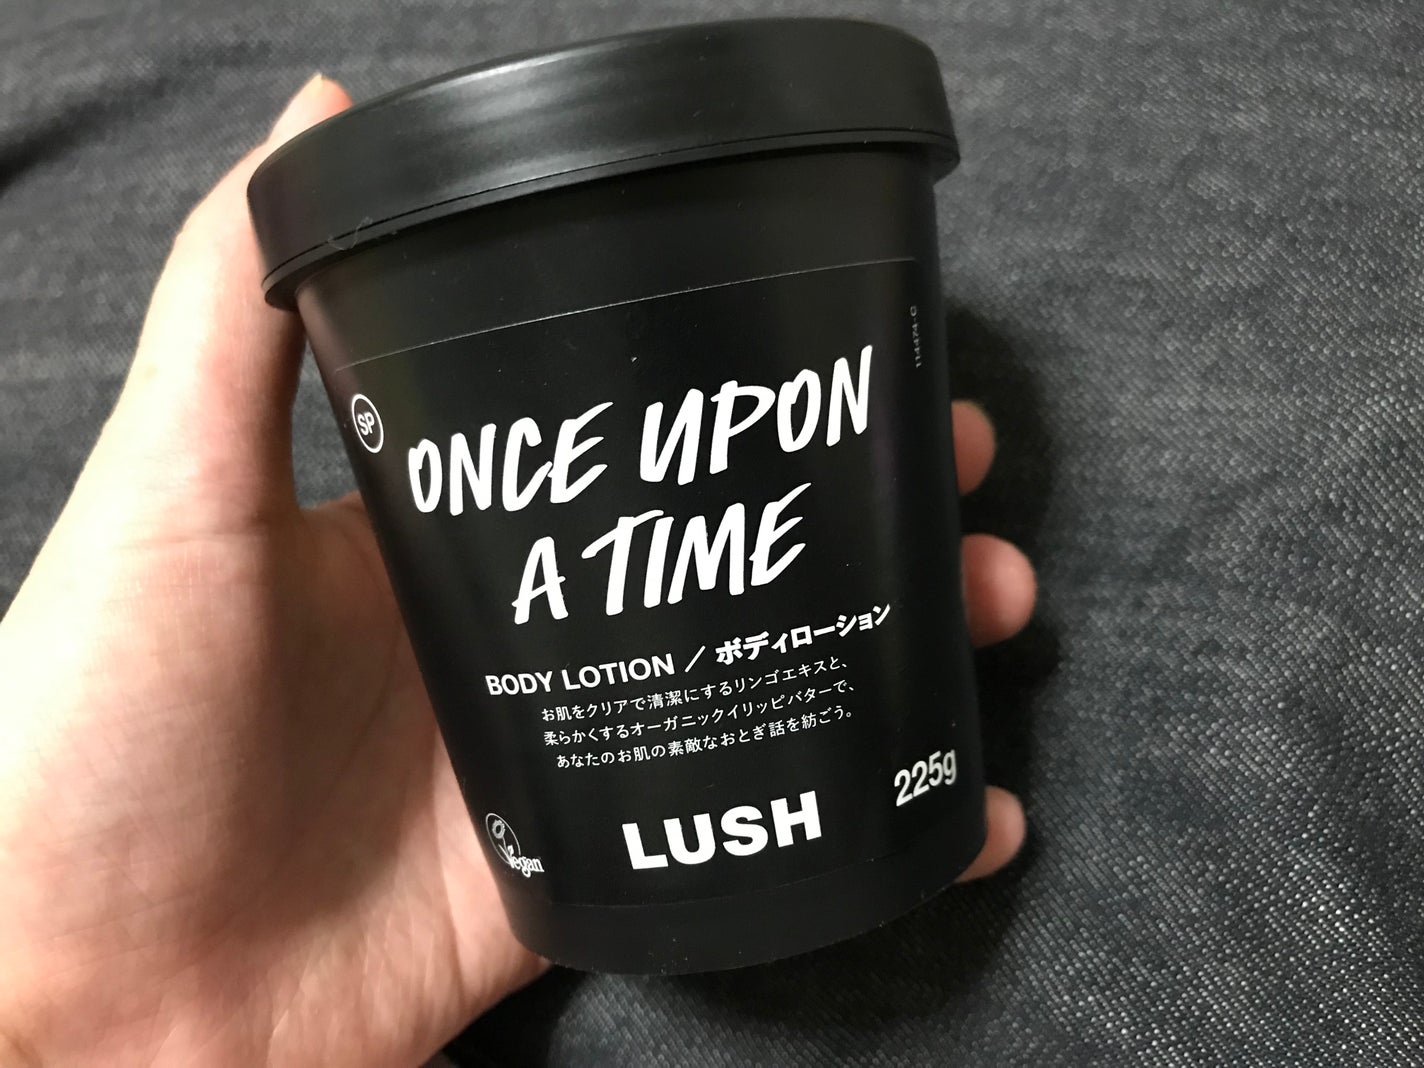 114474-C
SP
ONCE UPON
A TIME
BODY LOTION / ボディローション
お肌をクリアで清潔にするリンゴエキスと、
柔らかくするオーガニックイリッピバターで、
あなたのお肌の素敵なおとぎ話を紡ごう。
225g
LUSH
Vegan